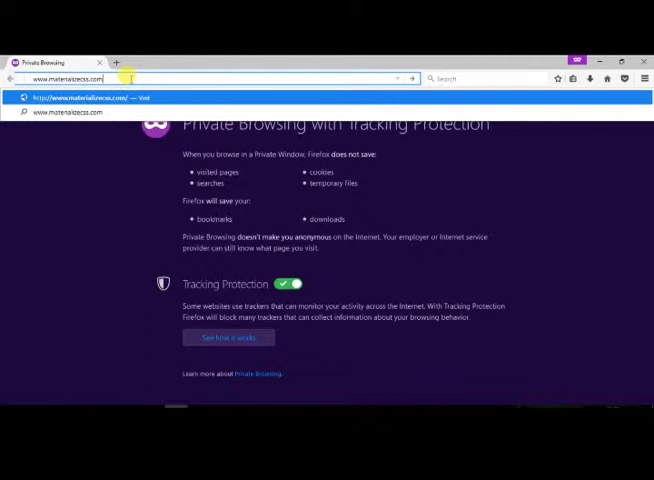 Private Browsing
www.materializecss.com
Search
http://www.materializecss.com/ — Visit
www.materializecss.com
Private Browsing with Tracking Protection
When you browse in a Private Window, Firefox does not save:
visited pages
cookies
searches
temporary files
Firefox will save your:
bookmarks
downloads
Private Browsing doesn't make you anonymous on the Internet. Your employer or Internet service
provider can still know what page you visit.
Tracking Protection
Some websites use trackers that can monitor your activity across the Internet. With Tracking Protection
Firefox will block many trackers that can collect information about your browsing behavior.
See how it works
Learn more about Private Browsing.